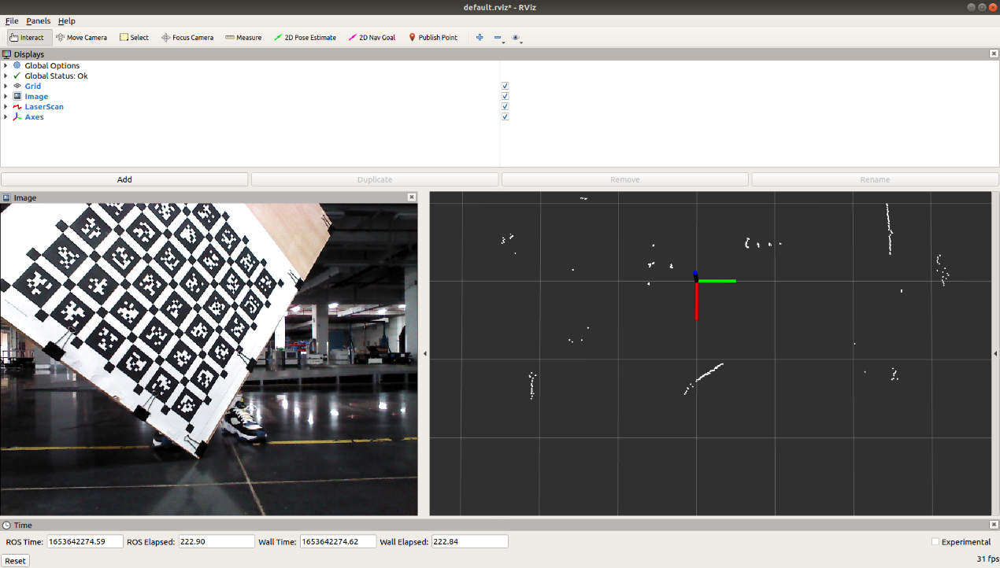 default.rviz* - RViz
File Panels Help
Interact Move Camera Select Focus Camera Measure 2D Pose Estimate 2D Nav Goal Publish Point
Displays
Global Options
Global Status: Ok
Grid
Image
LaserScan
Axes
Add Duplicate Remove Rename
Image
Time
ROS Time: 1653642274.59 ROS Elapsed: 222.90 Wall Time: 1653642274.62 Wall Elapsed: 222.84 Experimental
Reset 31 fps